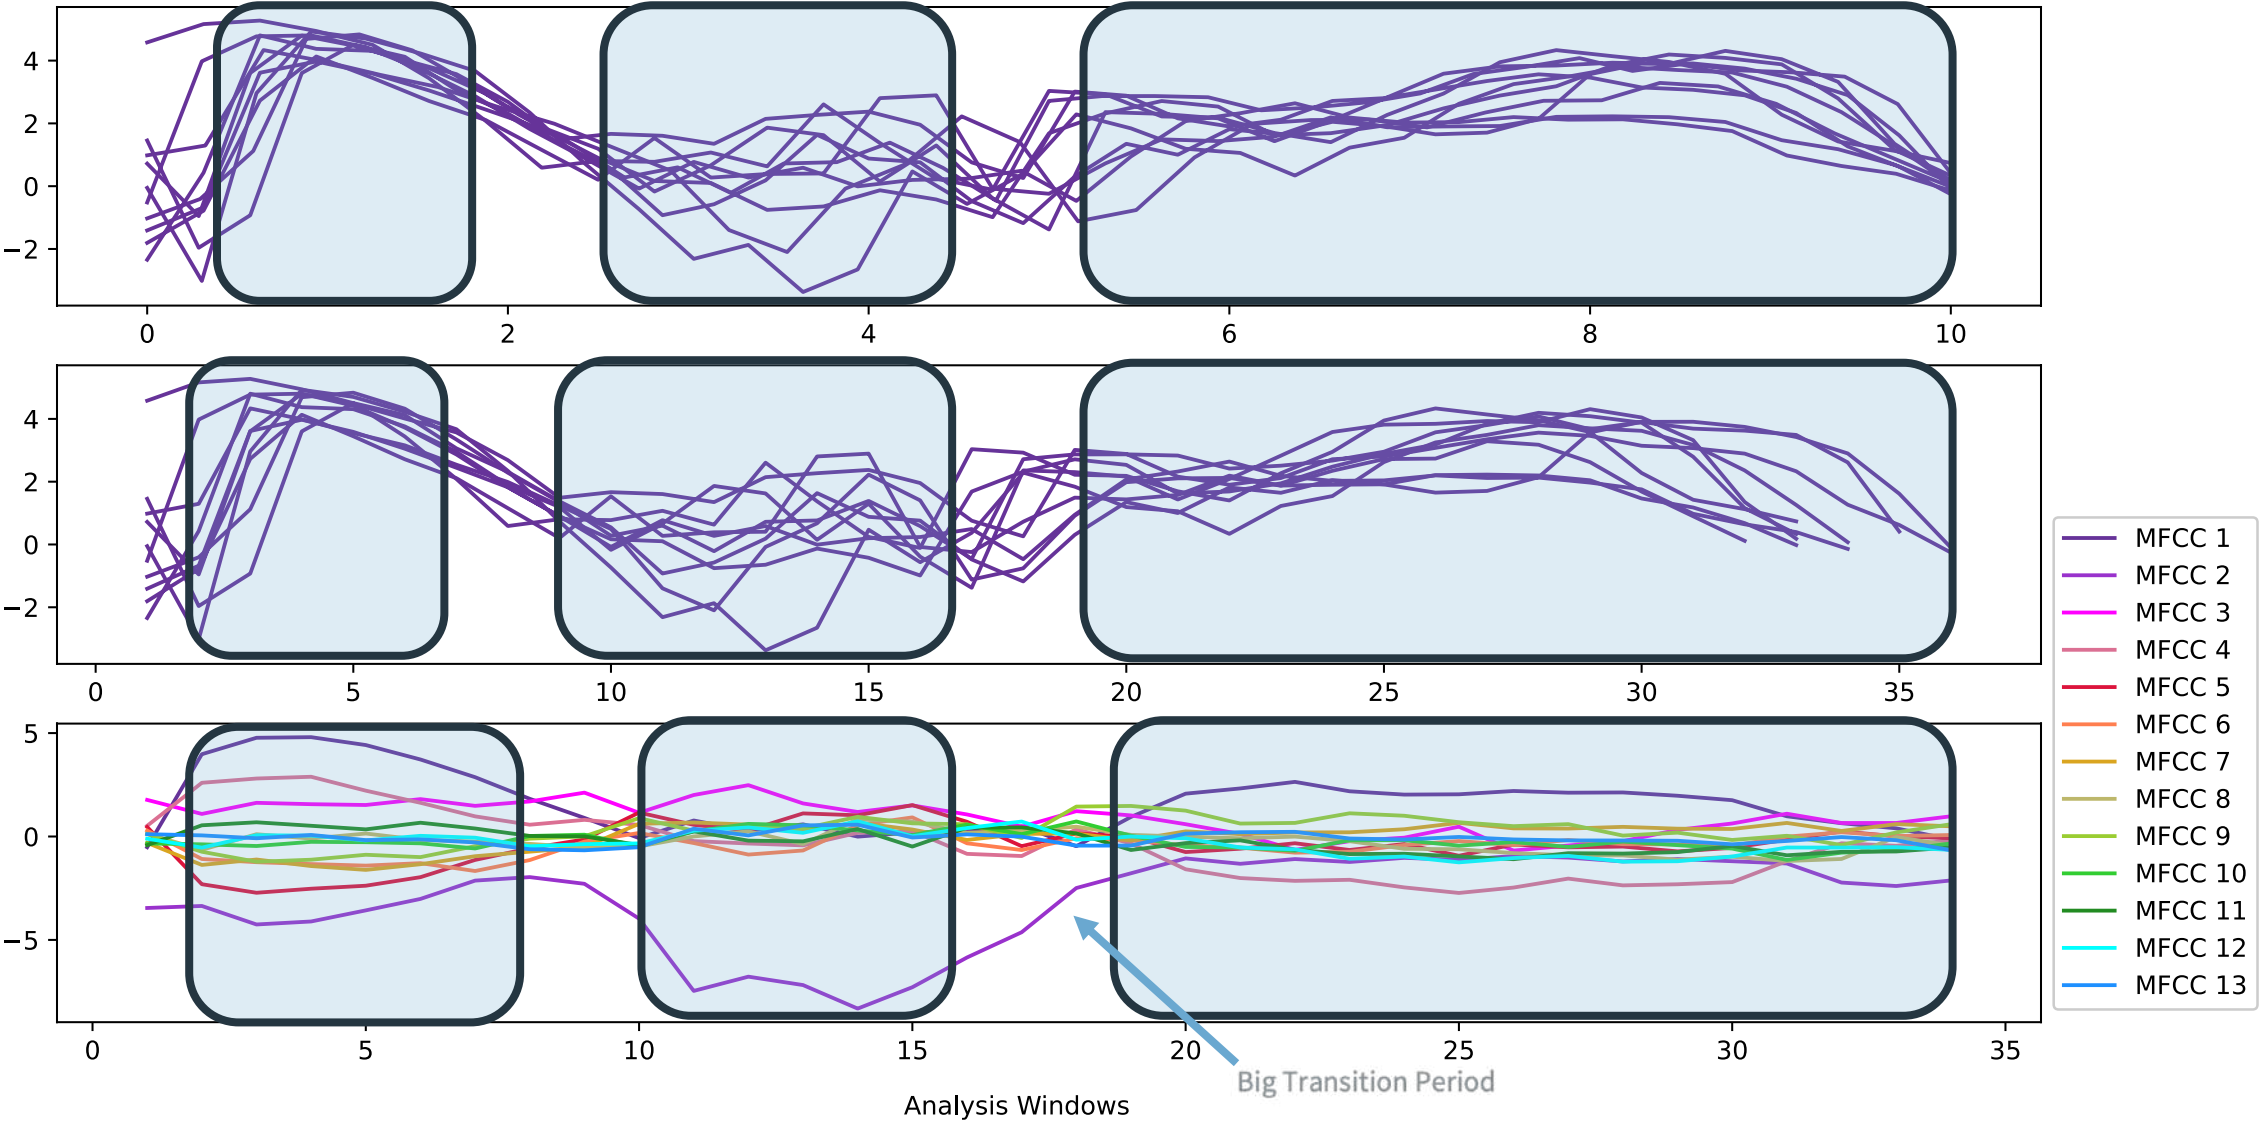 4
2
0
−2
0 2 4 6 8 10
4
2
0
−2
0 5 10 15 20 25 30 35
5
0
−5
0 5 10 15 20 25 30 35
Big Transition Period
Analysis Windows
MFCC 1
MFCC 2
MFCC 3
MFCC 4
MFCC 5
MFCC 6
MFCC 7
MFCC 8
MFCC 9
MFCC 10
MFCC 11
MFCC 12
MFCC 13